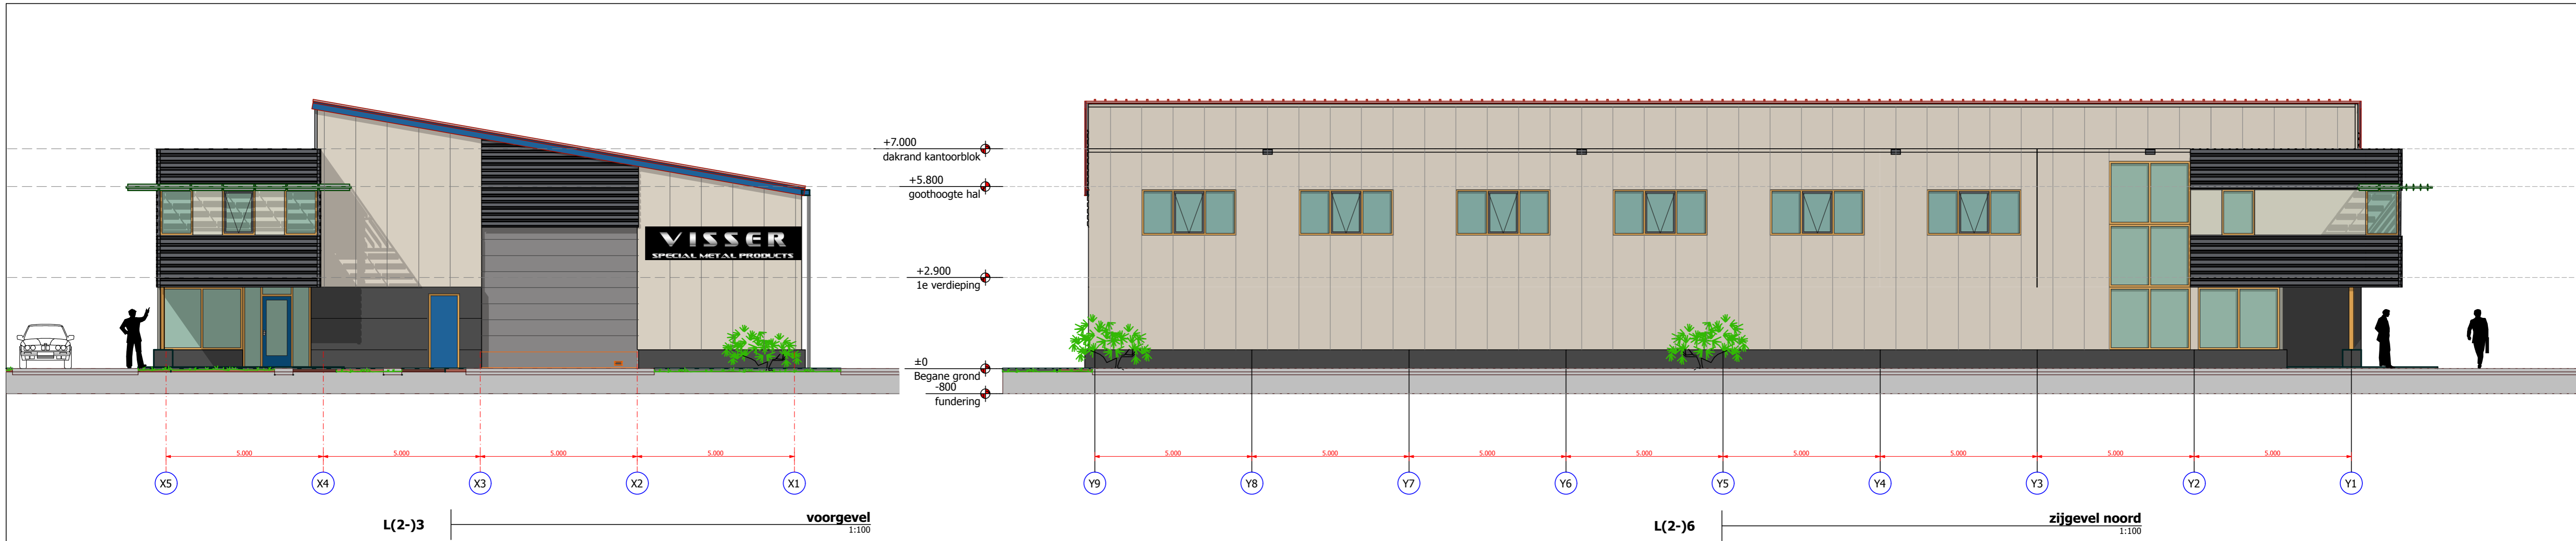 VISSER
SPECIAL METAL PRODUCTS
+7.000
dakrand kantoorblok
+5.800
goothoogte hal
+2.900
1e verdieping
±0
Begane grond
-800
fundering
5.000 5.000 5.000 5.000
X5 X4 X3 X2 X1
L(2-)3
voorgevel
1:100
5.000 5.000 5.000 5.000 5.000 5.000 5.000 5.000
Y9 Y8 Y7 Y6 Y5 Y4 Y3 Y2 Y1
L(2-)6
zijgevel noord
1:100